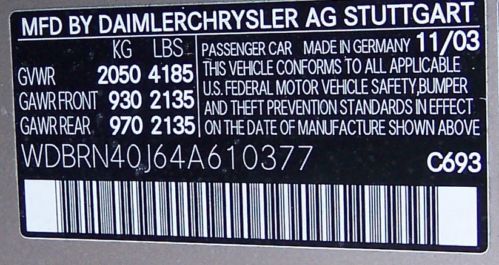 MFD BY DAIMLERCHRYSLER AG STUTTGART
KG LBS
GVWR 2050 4185
GAWR FRONT 930 2135
GAWR REAR 970 2135
PASSENGER CAR MADE IN GERMANY 11/03
THIS VEHICLE CONFORMS TO ALL APPLICABLE
U.S. FEDERAL MOTOR VEHICLE SAFETY,BUMPER
AND THEFT PREVENTION STANDARDS IN EFFECT
ON THE DATE OF MANUFACTURE SHOWN ABOVE
WDBRN40J64A610377
C693